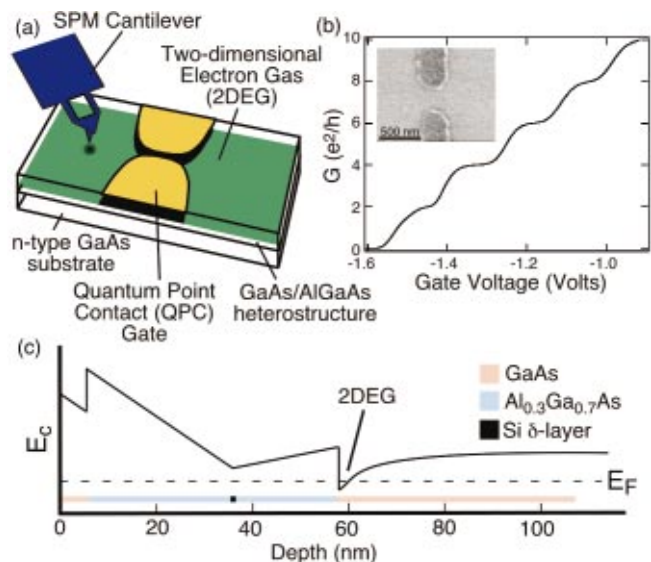 (a)
SPM Cantilever
Two-dimensional
Electron Gas
(2DEG)
n-type GaAs
substrate
Quantum Point
Contact (QPC)
Gate
GaAs/AlGaAs
heterostructure
(b)
10
8
6
4
2
0
G (e²/h)
500 nm
-1.6
-1.4
-1.2
-1.0
Gate Voltage (Volts)
(c)
E_C
2DEG
GaAs
Al₀.₃Ga₀.₇As
Si δ-layer
E_F
0 20 40 60 80 100
Depth (nm)